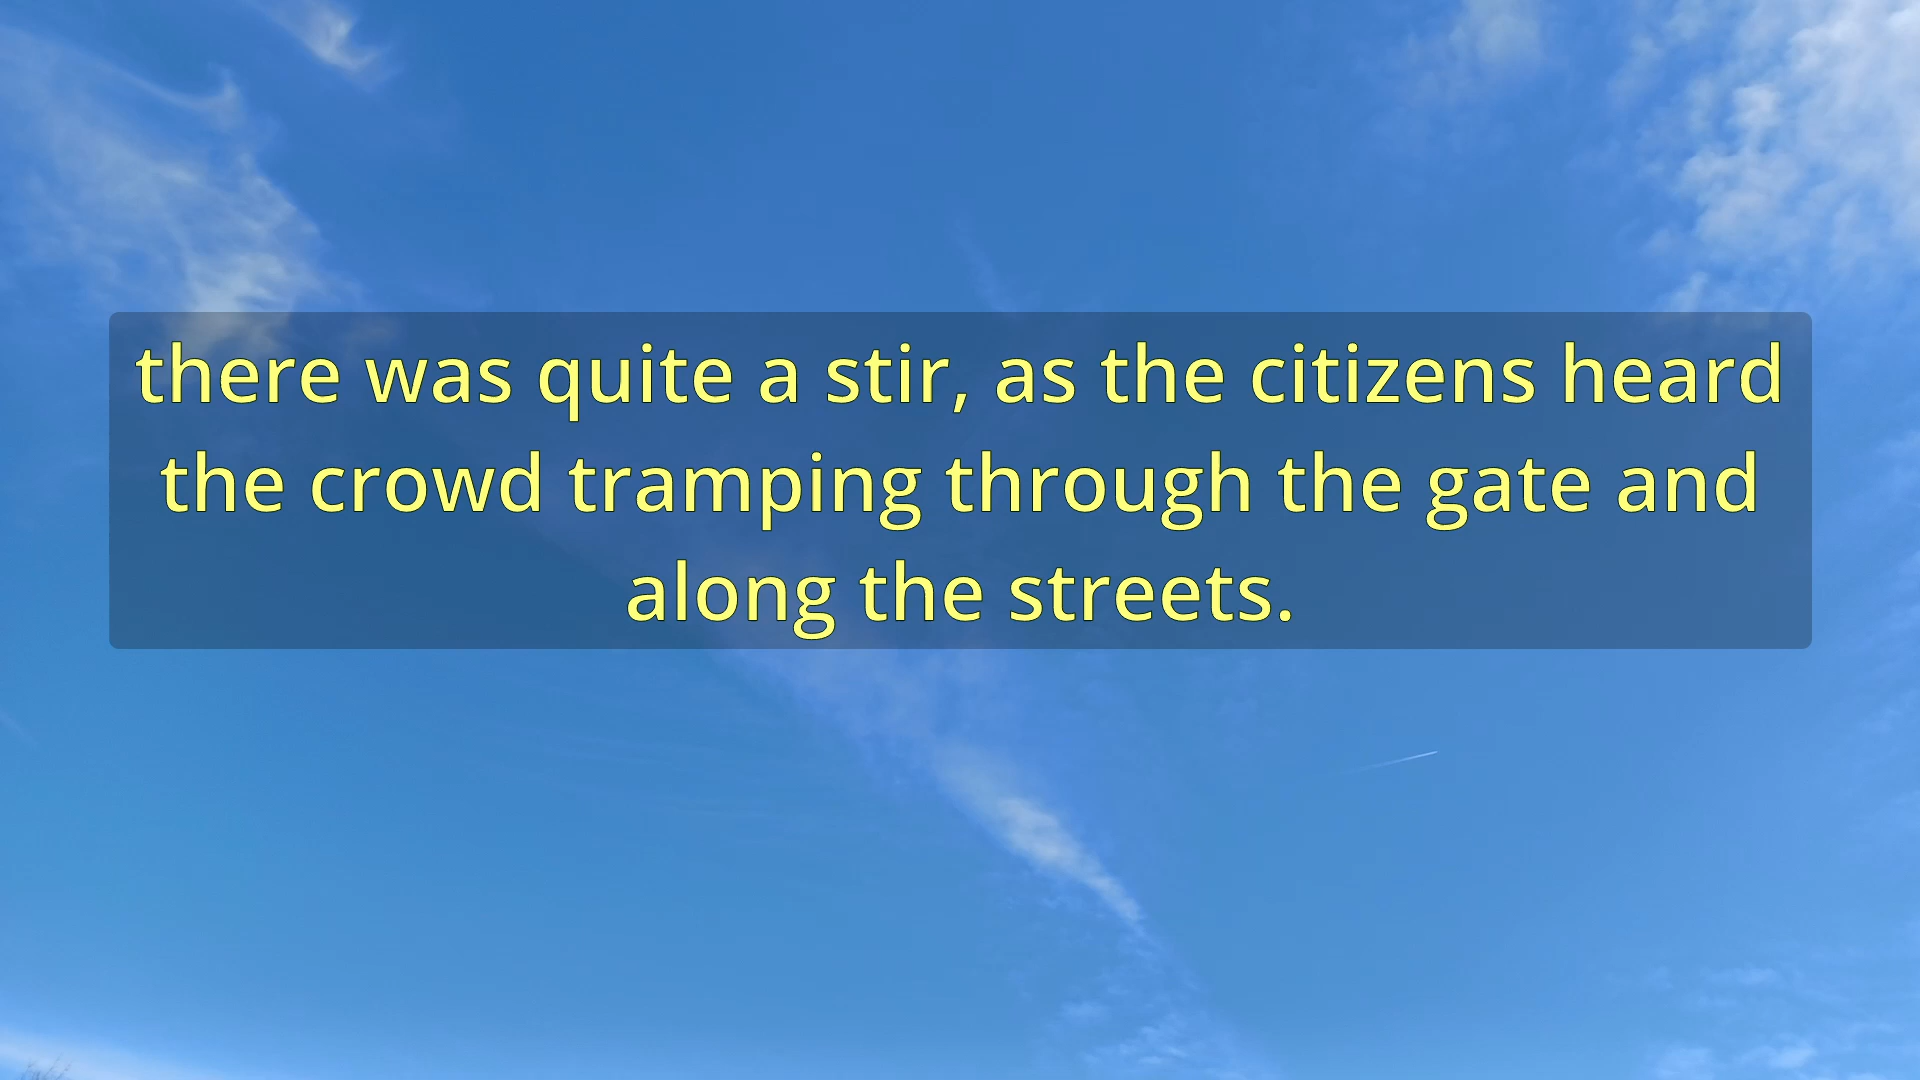 there was quite a stir, as the citizens heard
the crowd tramping through the gate and
along the streets.